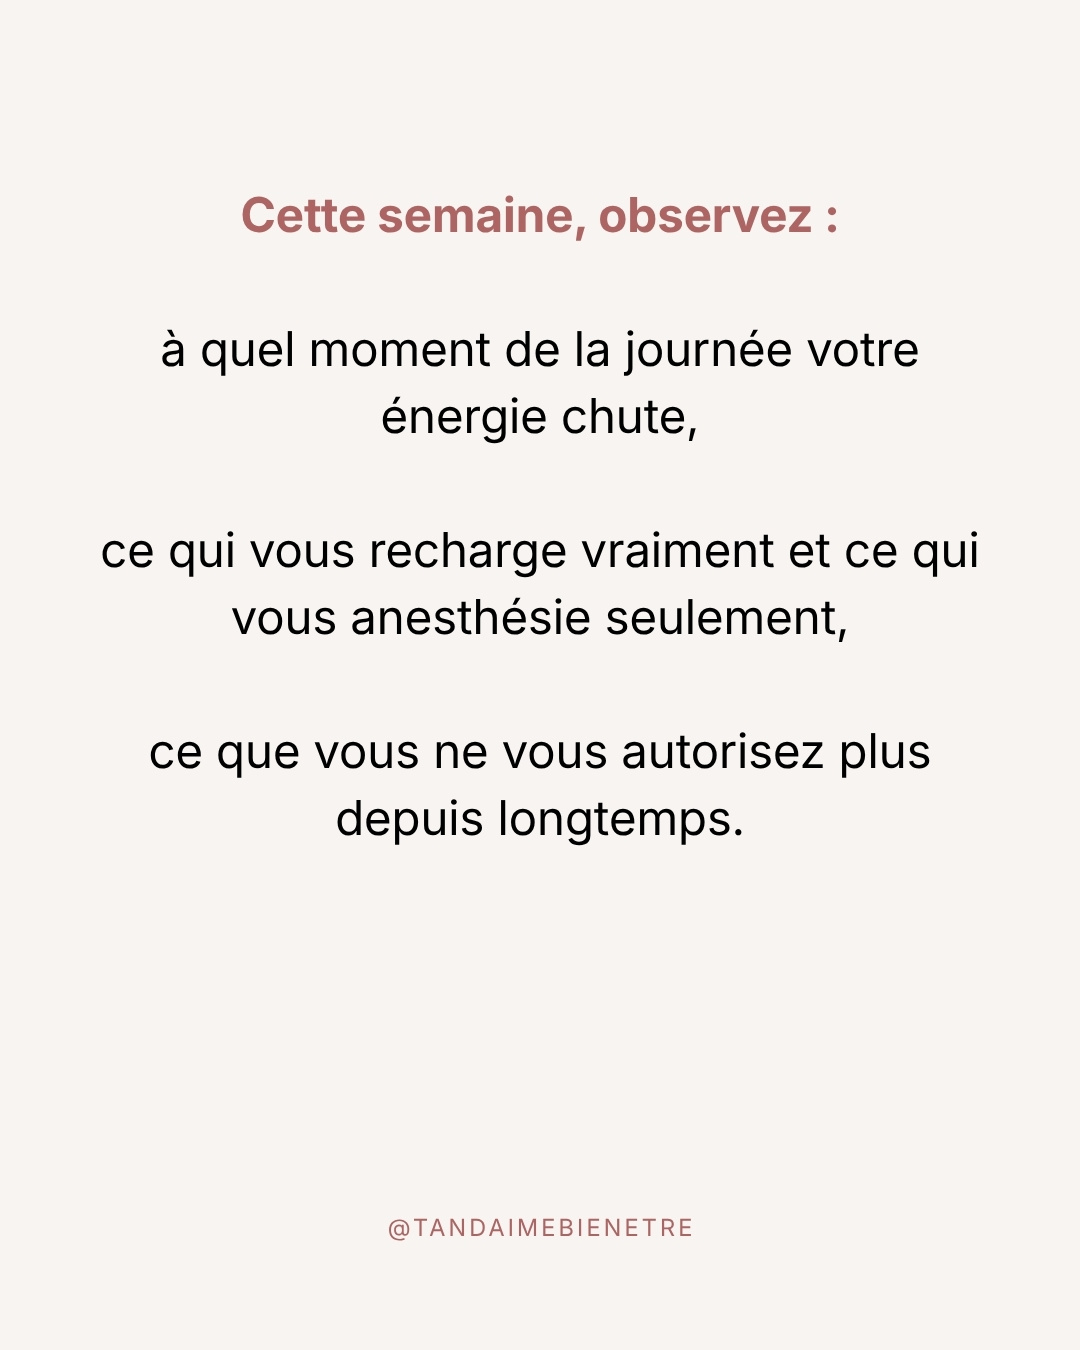 Cette semaine, observez :
à quel moment de la journée votre
énergie chute,
ce qui vous recharge vraiment et ce qui
vous anesthésie seulement,
ce que vous ne vous autorisez plus
depuis longtemps.
@TANDAIMEBIENETRE